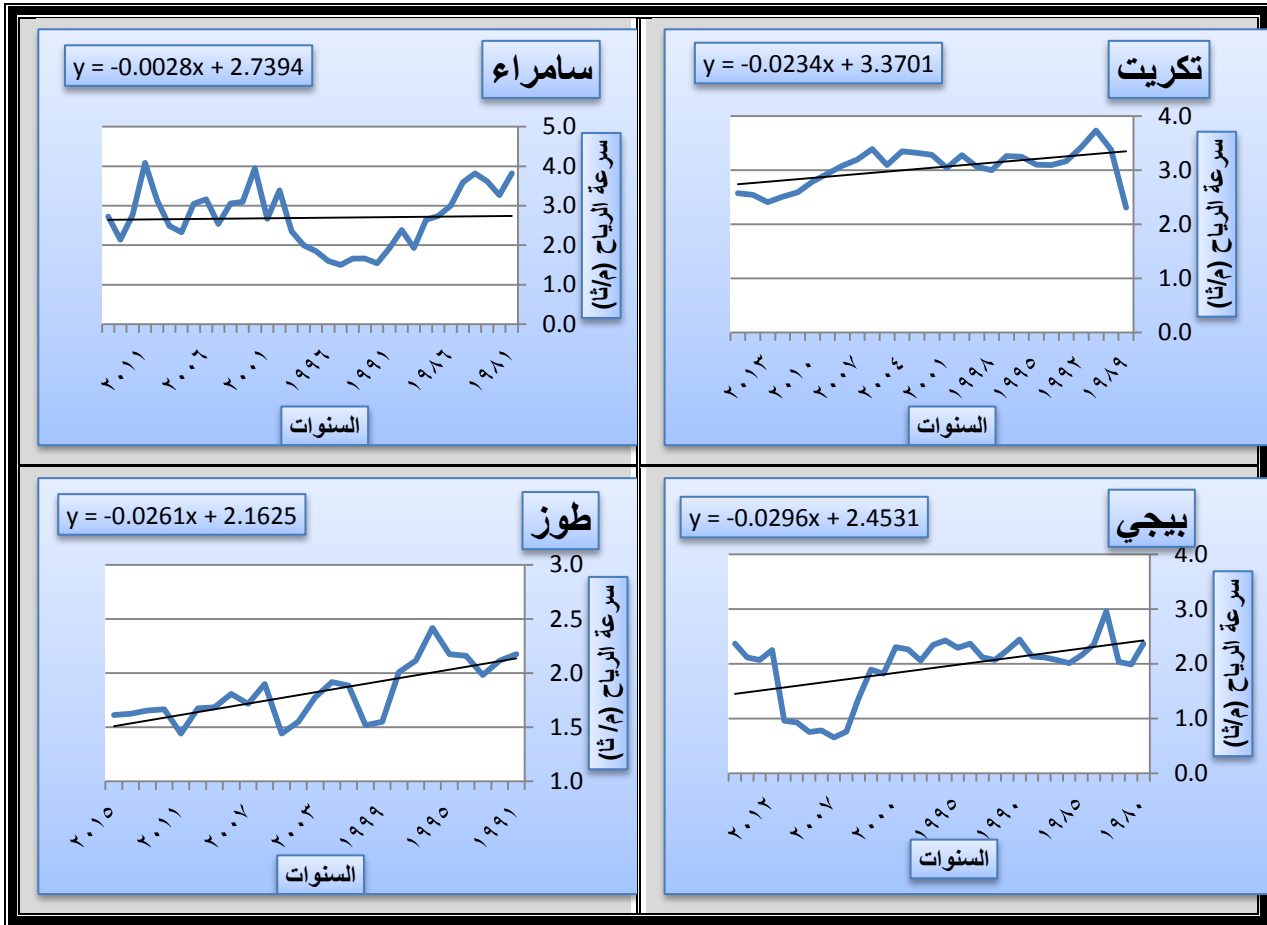 تكريت
y = -0.0234x + 3.3701
4.0
3.0
2.0
1.0
0.0
سرعة الرياح (م/ثا)
١٩٨٩ ١٩٩٢ ١٩٩٥ ١٩٩٨ ٢٠٠١ ٢٠٠٤ ٢٠٠٧ ٢٠١٠ ٢٠١٣
السنوات
سامراء
y = -0.0028x + 2.7394
5.0
4.0
3.0
2.0
1.0
0.0
سرعة الرياح (م/ثا)
١٩٨١ ١٩٨٦ ١٩٩١ ١٩٩٦ ٢٠٠١ ٢٠٠٦ ٢٠١١
السنوات
بيجي
y = -0.0296x + 2.4531
4.0
3.0
2.0
1.0
0.0
سرعة الرياح (م/ثا)
١٩٨٠ ١٩٨٥ ١٩٩٠ ١٩٩٥ ٢٠٠٠ ٢٠٠٧ ٢٠١٢
السنوات
طوز
y = -0.0261x + 2.1625
3.0
2.5
2.0
1.5
1.0
سرعة الرياح (م/ ثا)
١٩٩١ ١٩٩٥ ١٩٩٩ ٢٠٠٣ ٢٠٠٧ ٢٠١١ ٢٠١٥
السنوات